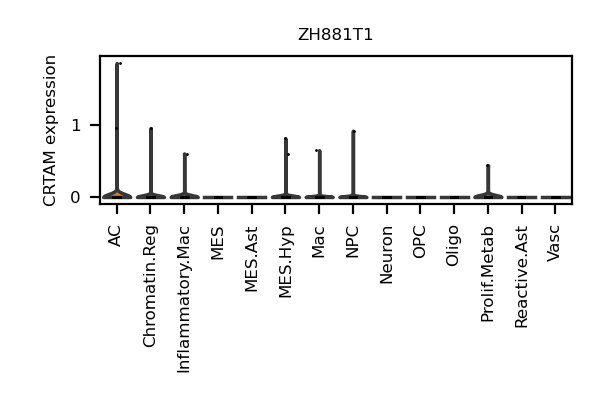 ZH881T1
CRTAM expression
1
0
AC
Chromatin.Reg
Inflammatory.Mac
MES
MES.Ast
MES.Hyp
Mac
NPC
Neuron
OPC
Oligo
Prolif.Metab
Reactive.Ast
Vasc